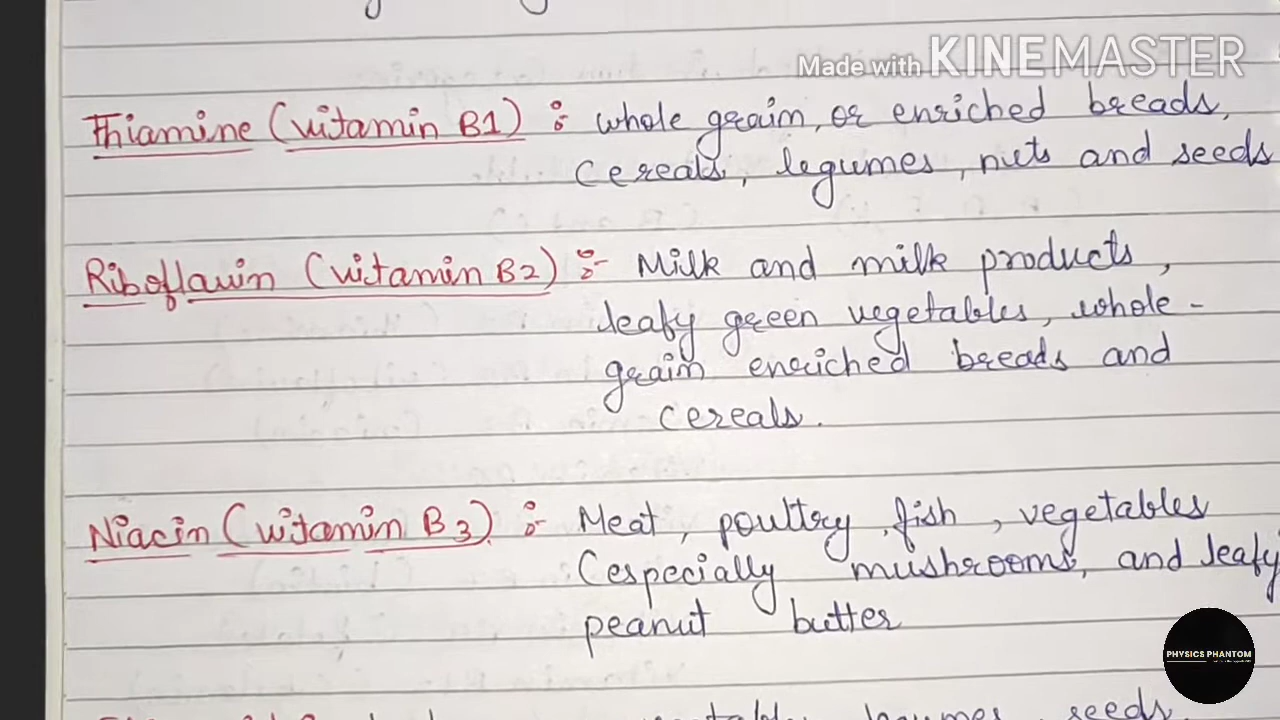 Made with KINEMASTER
Thiamine (vitamin B1) :- whole grain, or enriched breads,
cereals, legumes, nuts and seeds
Riboflavin (vitamin B2) :- Milk and milk products,
leafy green vegetables, whole-
grain enriched breads and
cereals.
Niacin (vitamin B3) :- Meat, poultry, fish, vegetables
(especially mushrooms, and leafy
peanut butter
legumes, seeds
PHYSICS PHANTOM